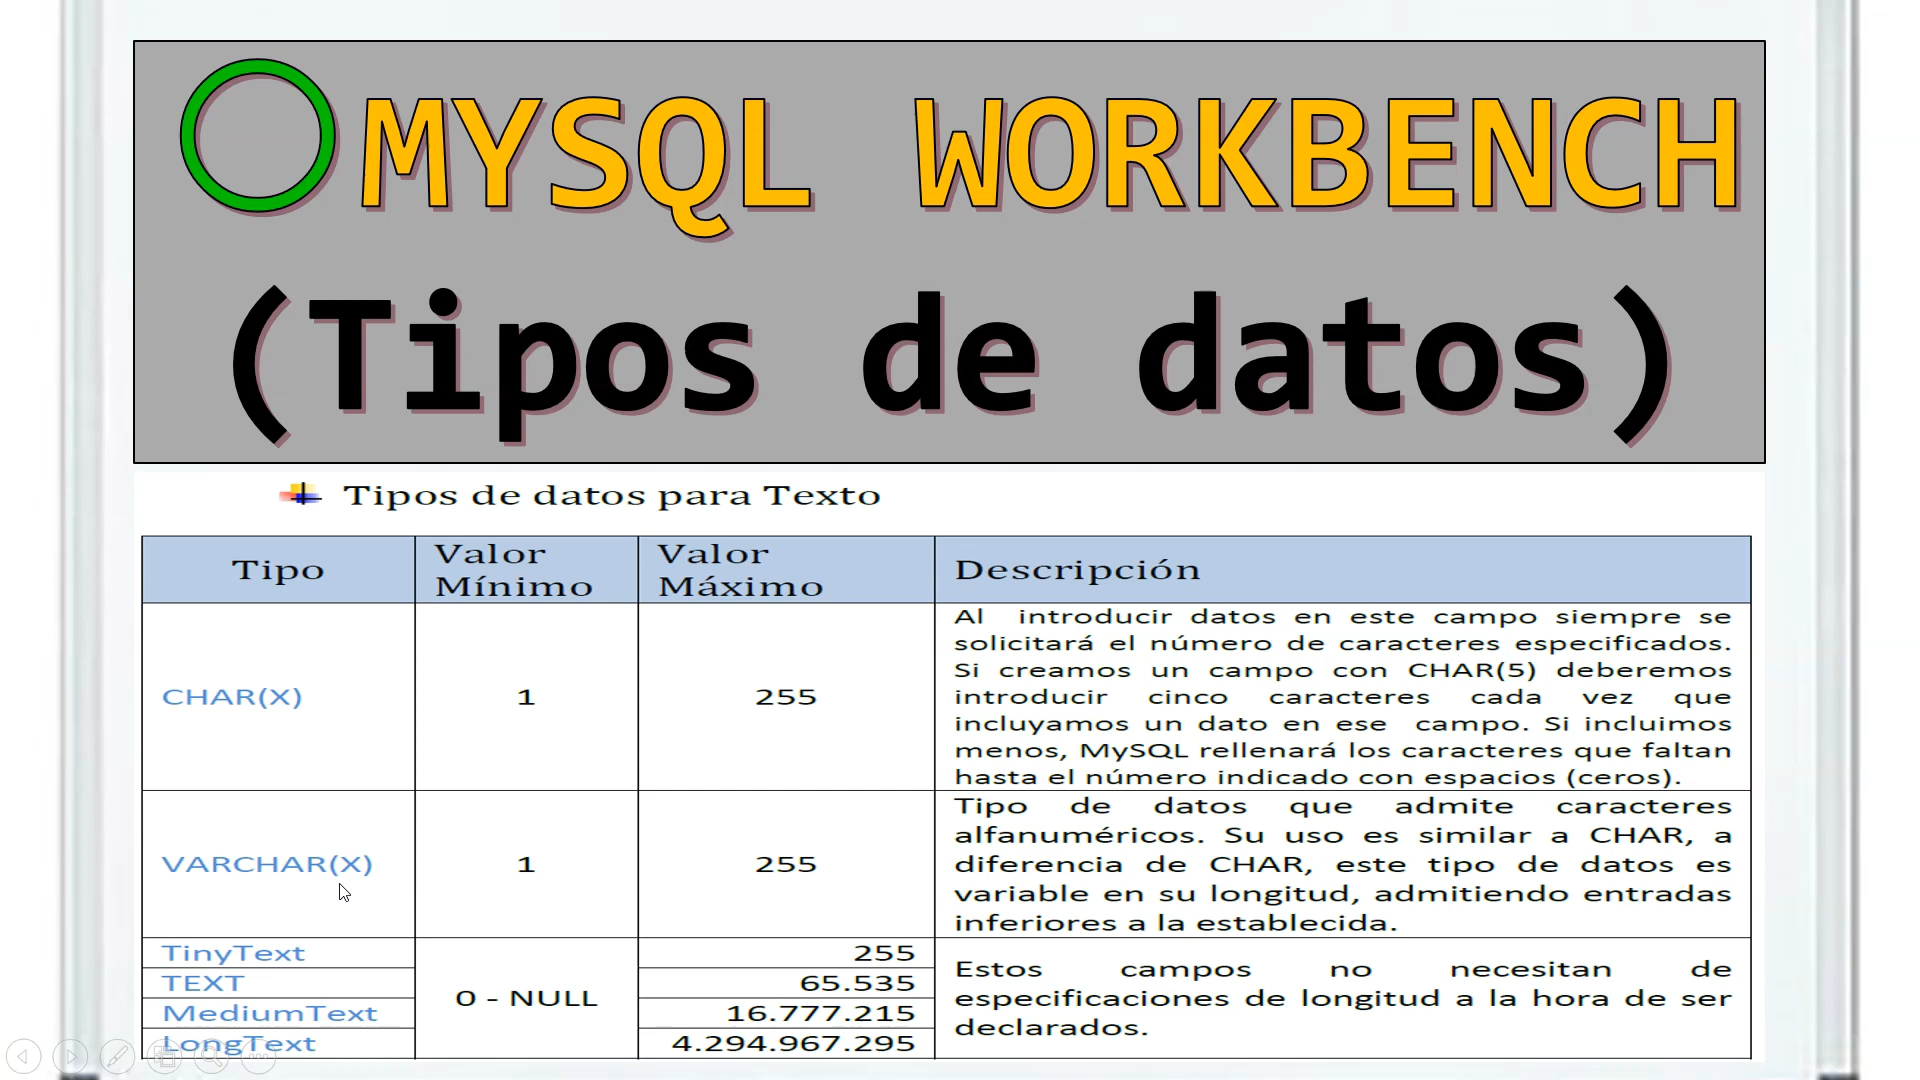 MYSQL WORKBENCH
(Tipos de datos)
Tipos de datos para Texto
Tipo
Valor
Mínimo
Valor
Máximo
Descripción
CHAR(X)
1
255
Al introducir datos en este campo siempre se
solicitará el número de caracteres especificados.
Si creamos un campo con CHAR(5) deberemos
introducir cinco caracteres cada vez que
incluyamos un dato en ese campo. Si incluimos
menos, MySQL rellenará los caracteres que faltan
hasta el número indicado con espacios (ceros).
VARCHAR(X)
1
255
Tipo de datos que admite caracteres
alfanuméricos. Su uso es similar a CHAR, a
diferencia de CHAR, este tipo de datos es
variable en su longitud, admitiendo entradas
inferiores a la establecida.
TinyText
255
TEXT
65.535
MediumText
16.777.215
LongText
4.294.967.295
0 - NULL
Estos campos no necesitan de
especificaciones de longitud a la hora de ser
declarados.